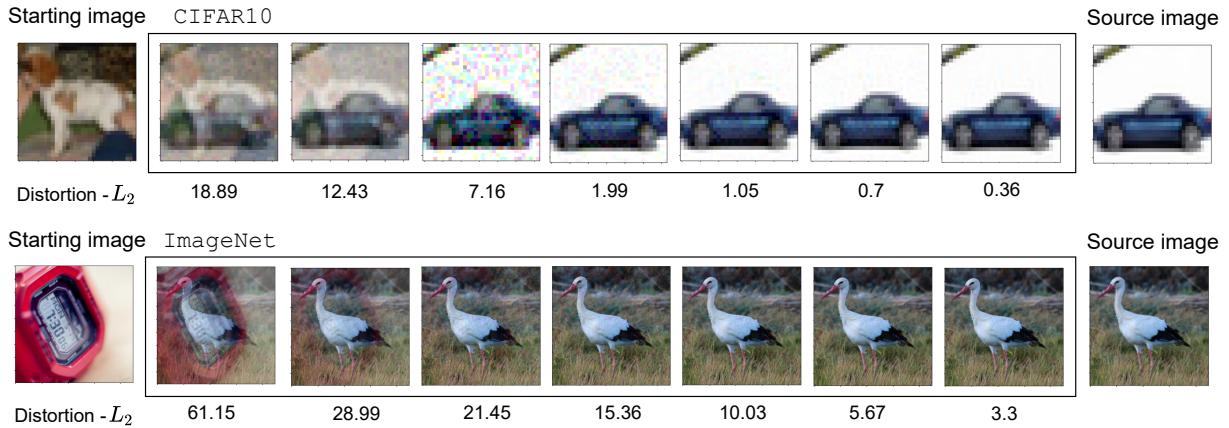 Starting image CIFAR10 Source image
Distortion - L₂ 18.89 12.43 7.16 1.99 1.05 0.7 0.36
Starting image ImageNet Source image
Distortion - L₂ 61.15 28.99 21.45 15.36 10.03 5.67 3.3